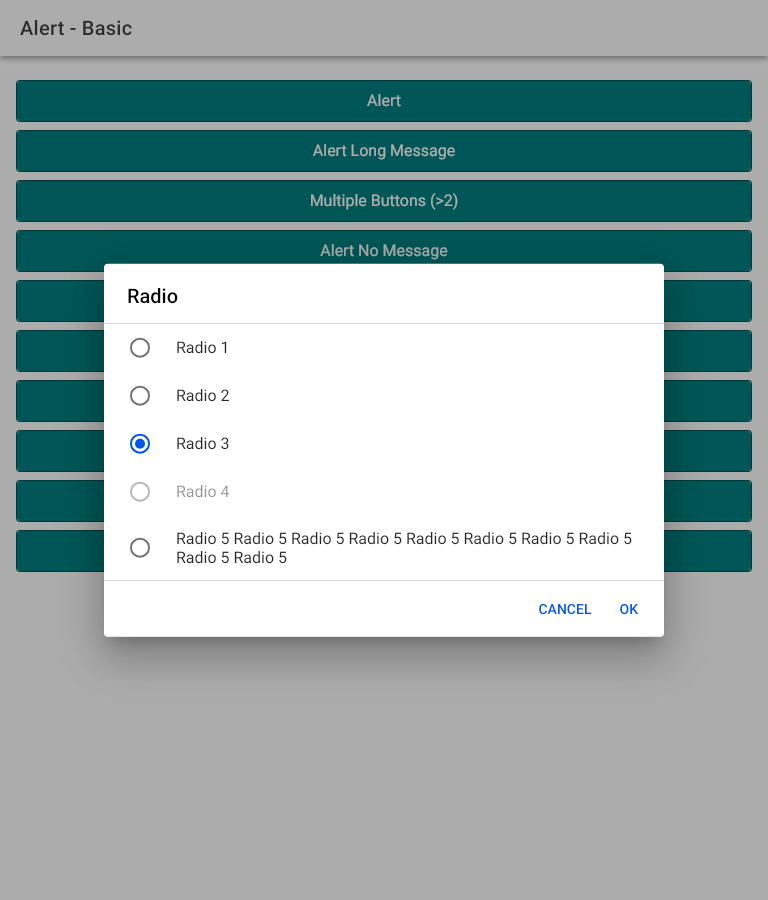 Alert - Basic
Alert
Alert Long Message
Multiple Buttons (>2)
Alert No Message
Radio
Radio 1
Radio 2
Radio 3
Radio 4
Radio 5 Radio 5 Radio 5 Radio 5 Radio 5 Radio 5 Radio 5 Radio 5
Radio 5 Radio 5
CANCEL OK